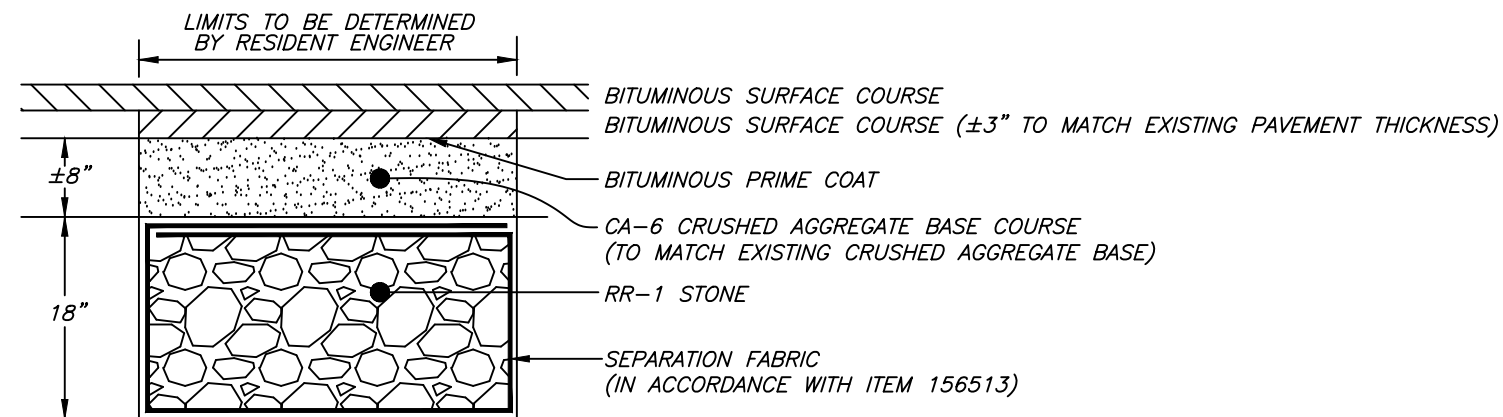 LIMITS TO BE DETERMINED
BY RESIDENT ENGINEER
BITUMINOUS SURFACE COURSE
BITUMINOUS SURFACE COURSE (±3" TO MATCH EXISTING PAVEMENT THICKNESS)
±8"
BITUMINOUS PRIME COAT
CA-6 CRUSHED AGGREGATE BASE COURSE
(TO MATCH EXISTING CRUSHED AGGREGATE BASE)
RR-1 STONE
18"
SEPARATION FABRIC
(IN ACCORDANCE WITH ITEM 156513)